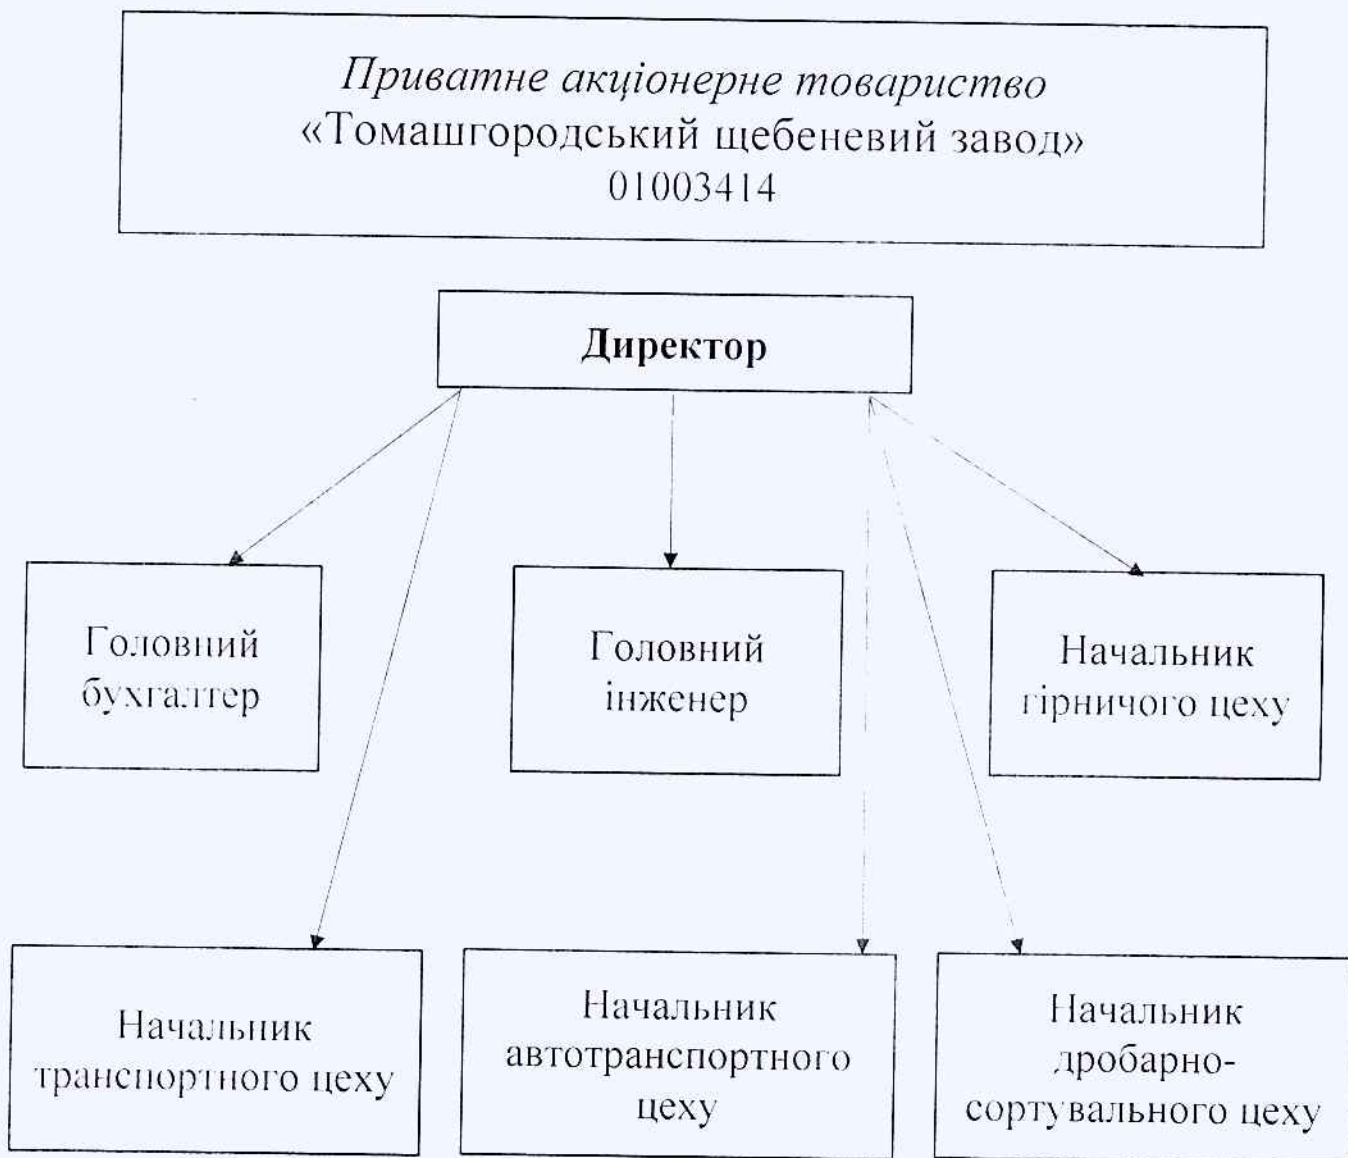 Приватне акціонерне товариство
«Томашгородський щебеневий завод»
01003414
Директор
Головний
бухгалтер
Головний
інженер
Начальник
гірничого цеху
Начальник
транспортного цеху
Начальник
автотранспортного
цеху
Начальник
дробарно-
сортувального цеху